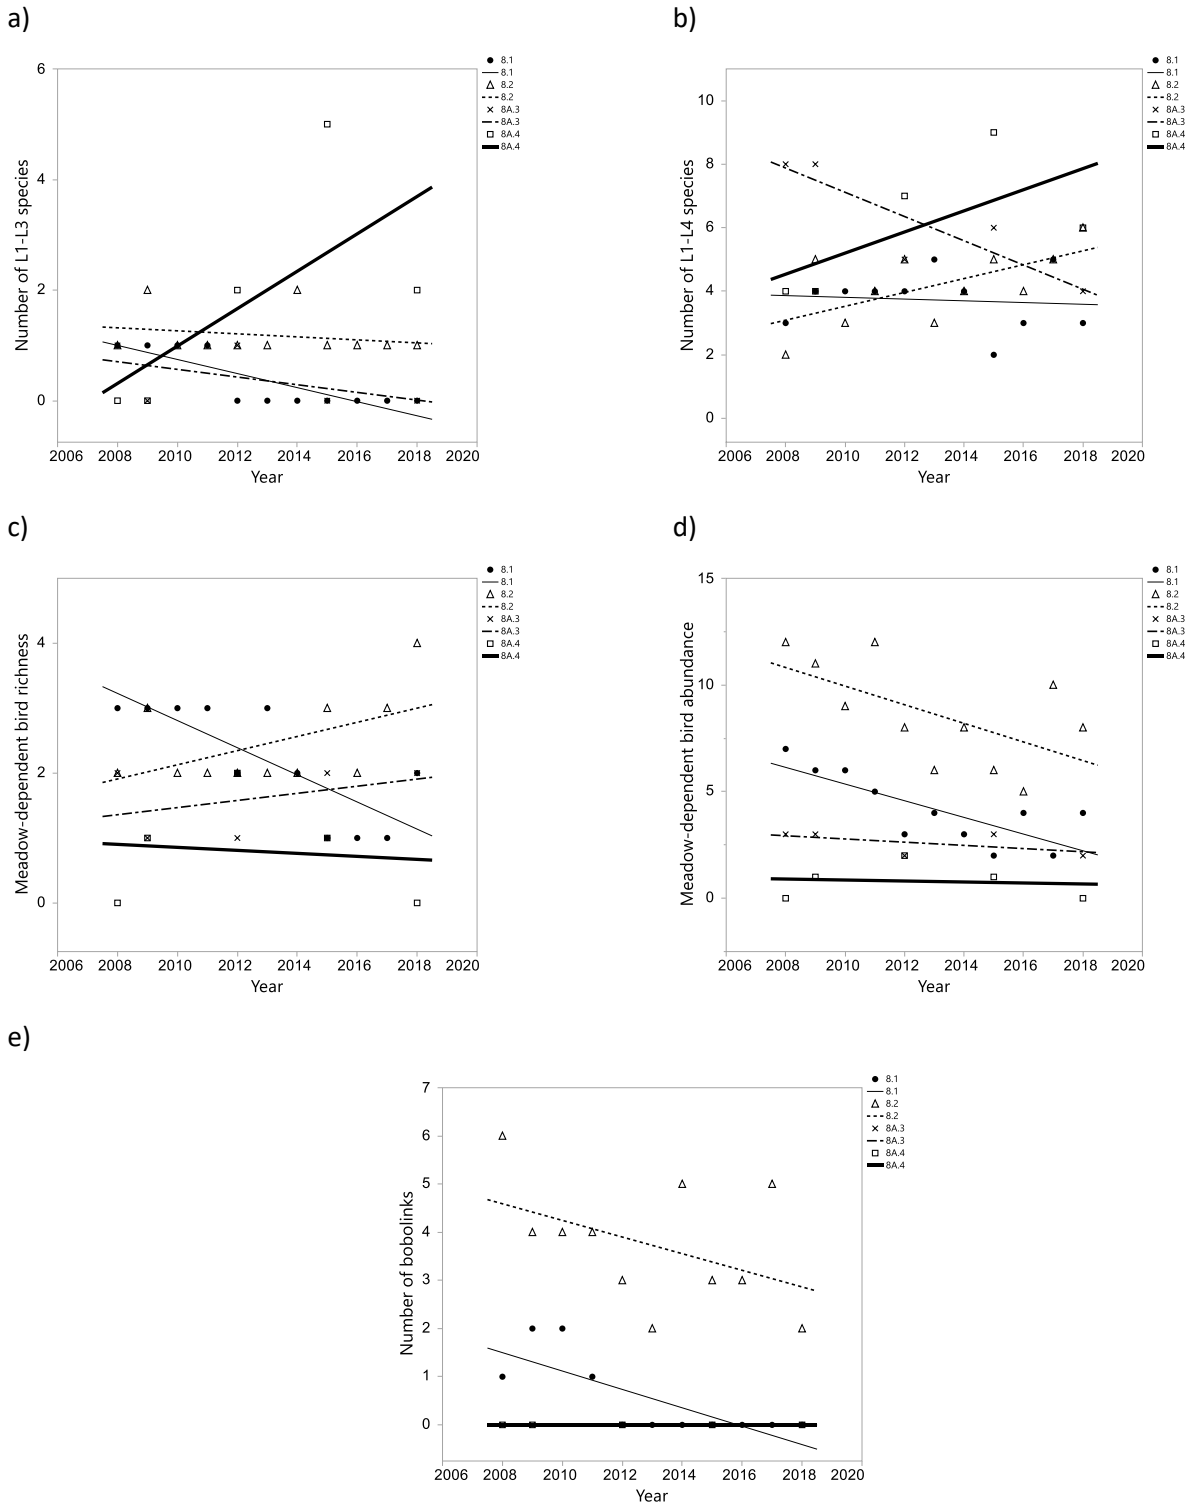 a)
6
4
2
0
Number of L1-L3 species
2006 2008 2010 2012 2014 2016 2018 2020
Year
8.1
8.1
8.2
8.2
8A.3
8A.3
8A.4
8A.4
b)
10
8
6
4
2
0
Number of L1-L4 species
2006 2008 2010 2012 2014 2016 2018 2020
Year
8.1
8.1
8.2
8.2
8A.3
8A.3
8A.4
8A.4
c)
4
2
0
Meadow-dependent bird richness
2006 2008 2010 2012 2014 2016 2018 2020
Year
8.1
8.1
8.2
8.2
8A.3
8A.3
8A.4
8A.4
d)
15
10
5
0
Meadow-dependent bird abundance
2006 2008 2010 2012 2014 2016 2018 2020
Year
8.1
8.1
8.2
8.2
8A.3
8A.3
8A.4
8A.4
e)
7
6
5
4
3
2
1
0
Number of bobolinks
2006 2008 2010 2012 2014 2016 2018 2020
Year
8.1
8.1
8.2
8.2
8A.3
8A.3
8A.4
8A.4